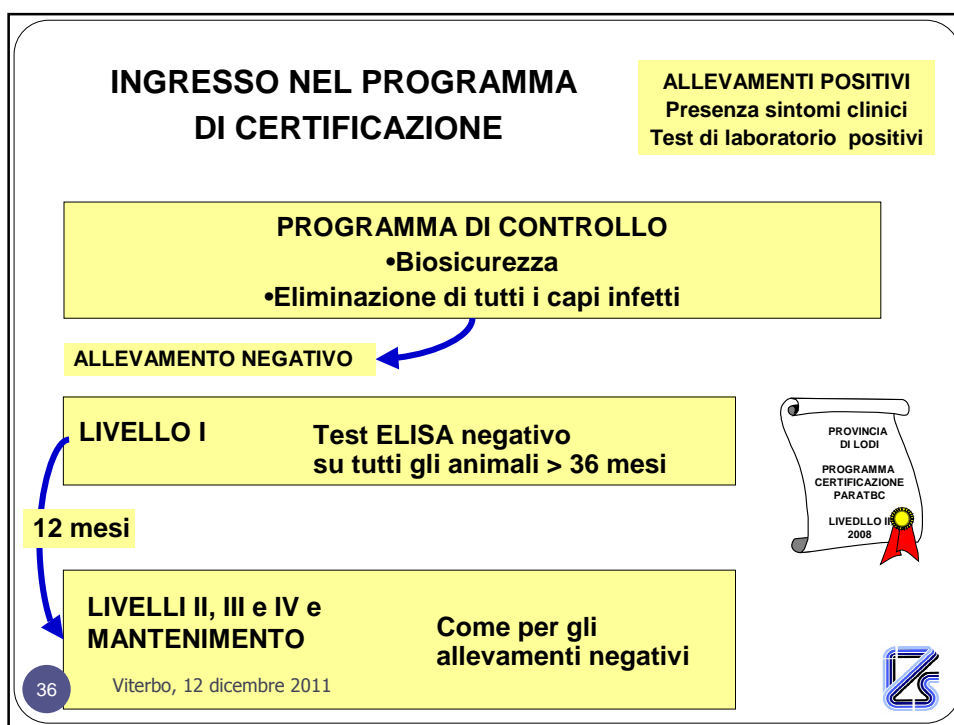 INGRESSO NEL PROGRAMMA
DI CERTIFICAZIONE
ALLEVAMENTI POSITIVI
Presenza sintomi clinici
Test di laboratorio positivi
PROGRAMMA DI CONTROLLO
•Biosicurezza
•Eliminazione di tutti i capi infetti
ALLEVAMENTO NEGATIVO
LIVELLO I
Test ELISA negativo
su tutti gli animali > 36 mesi
PROVINCIA
DI LODI
PROGRAMMA
CERTIFICAZIONE
PARATBC
LIVEDLLO II
2008
12 mesi
LIVELLI II, III e IV e
MANTENIMENTO
Come per gli
allevamenti negativi
36
Viterbo, 12 dicembre 2011
IZs